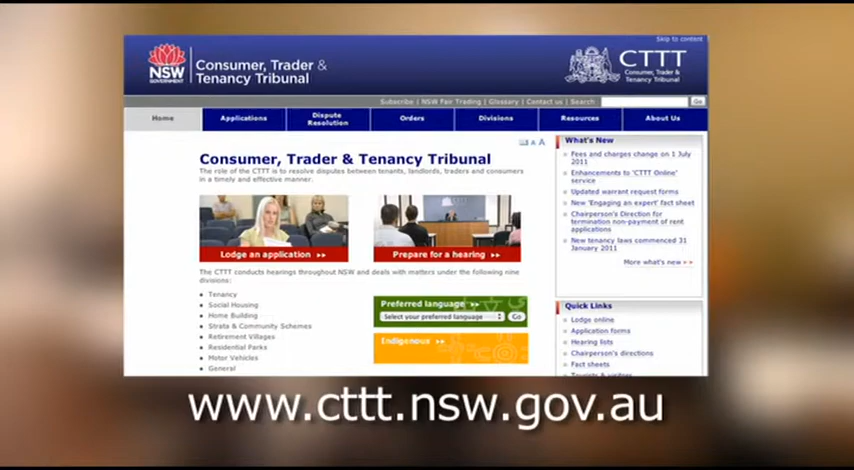 Skip to content
NSW
GOVERNMENT
Consumer, Trader &
Tenancy Tribunal
CTTT
Consumer, Trader &
Tenancy Tribunal
Subscribe | NSW Fair Trading | Glossary | Contact us | Search
Go
Home
Applications
Dispute
Resolution
Orders
Divisions
Resources
About Us
A A
Consumer, Trader & Tenancy Tribunal
The role of the CTTT is to resolve disputes between tenants, landlords, traders and consumers
in a timely and effective manner.
Lodge an application
Prepare for a hearing
The CTTT conducts hearings throughout NSW and deals with matters under the following nine
divisions:
Tenancy
Social Housing
Home Building
Strata & Community Schemes
Retirement Villages
Residential Parks
Motor Vehicles
General
Preferred language
Select your preferred language
Go
Indigenous
What's New
Fees and charges change on 1 July
2011
Enhancements to 'CTTT Online'
service
Updated warrant request forms
New 'Engaging an expert' fact sheet
Chairperson's Direction for
termination non-payment of rent
applications
New tenancy laws commenced 31
January 2011
More what's new >>
Quick Links
Lodge online
Application forms
Hearing lists
Chairperson's directions
Fact sheets
www.cttt.nsw.gov.au